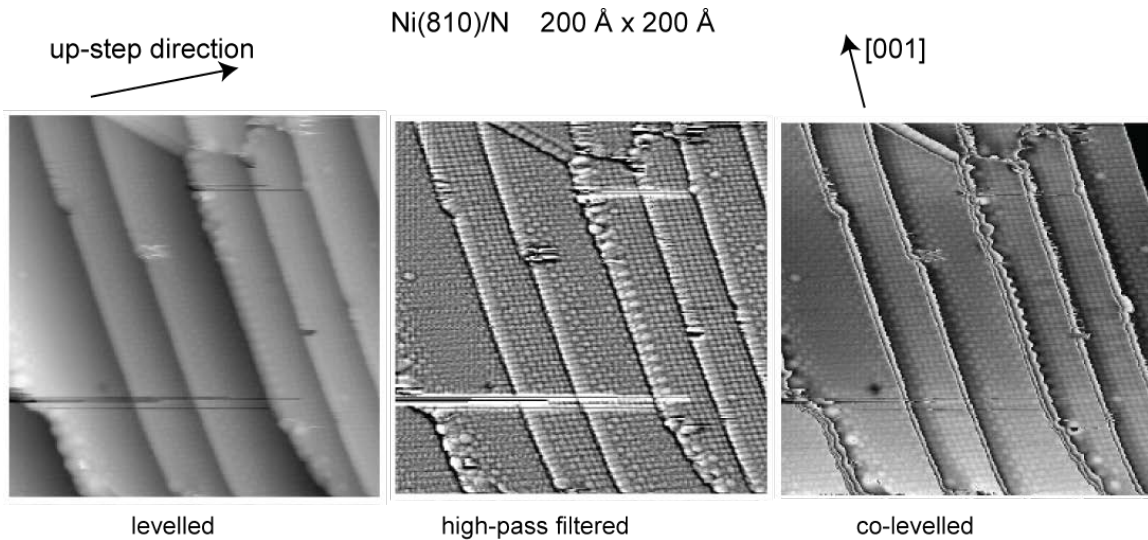 Ni(810)/N 200 Å x 200 Å
up-step direction
[001]
levelled
high-pass filtered
co-levelled